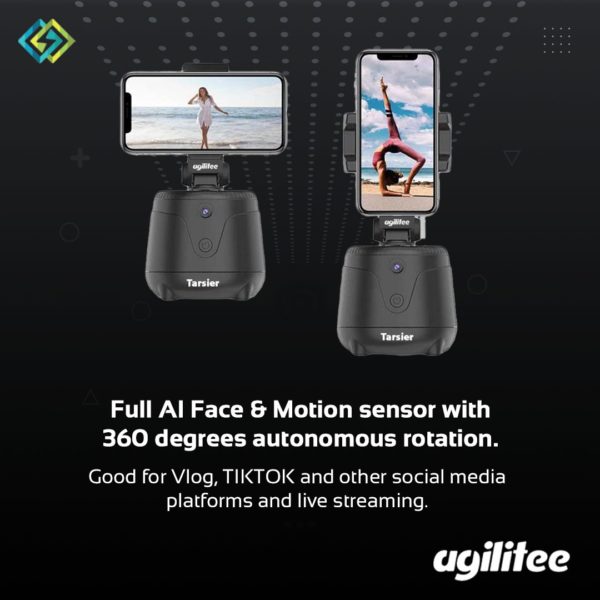 agilitee
Tarsier
agilitee
Tarsier
Full AI Face & Motion sensor with
360 degrees autonomous rotation.
Good for Vlog, TIKTOK and other social media
platforms and live streaming.
agilitee